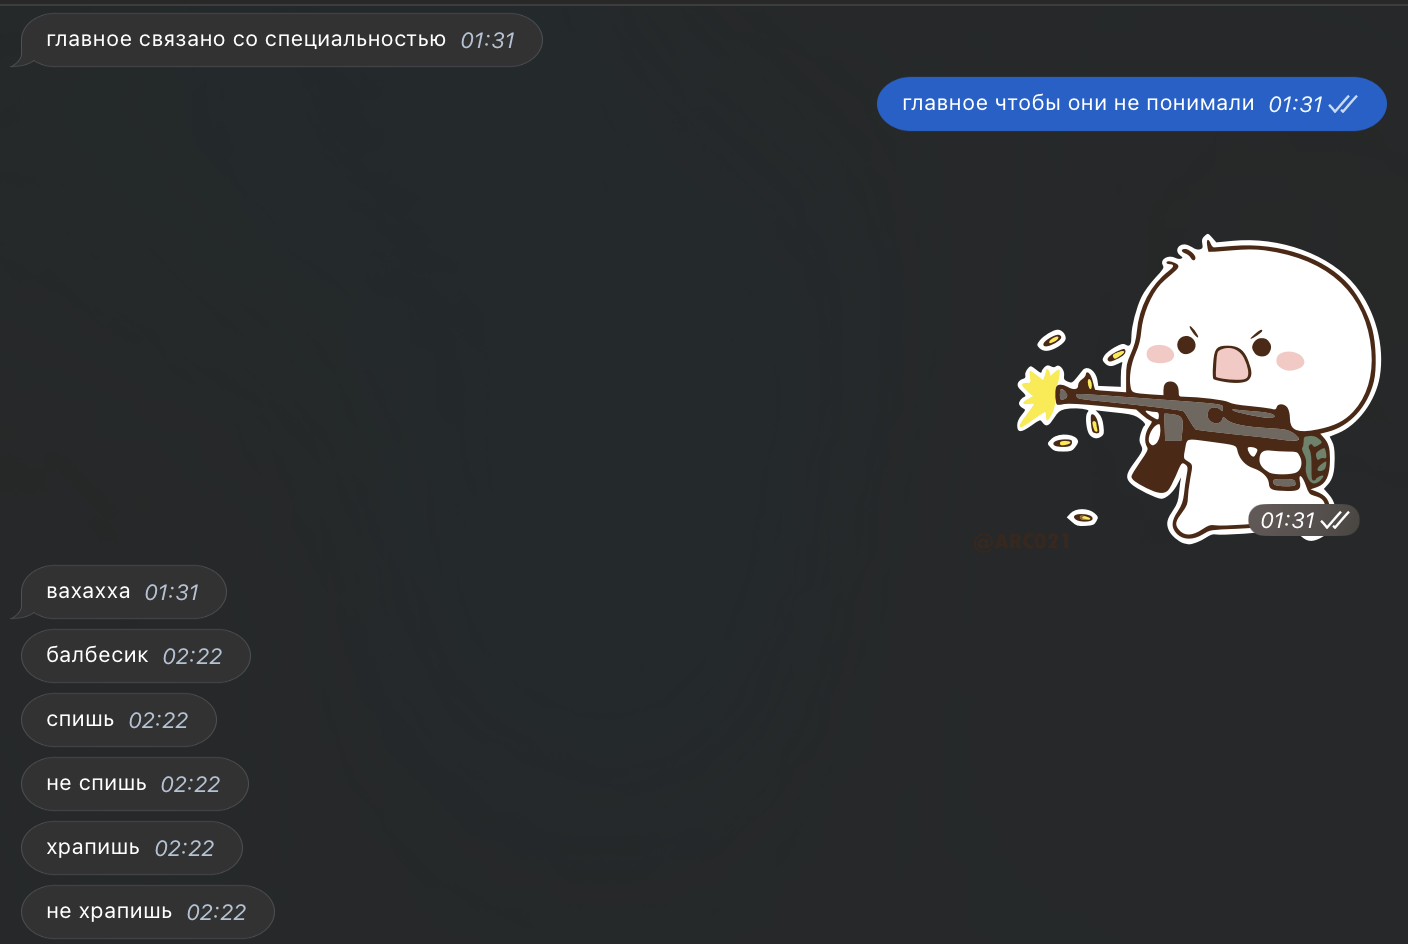 главное связано со специальностью 01:31
главное чтобы они не понимали 01:31
@ARCD21
01:31
вахахха 01:31
балбесик 02:22
спишь 02:22
не спишь 02:22
храпишь 02:22
не храпишь 02:22